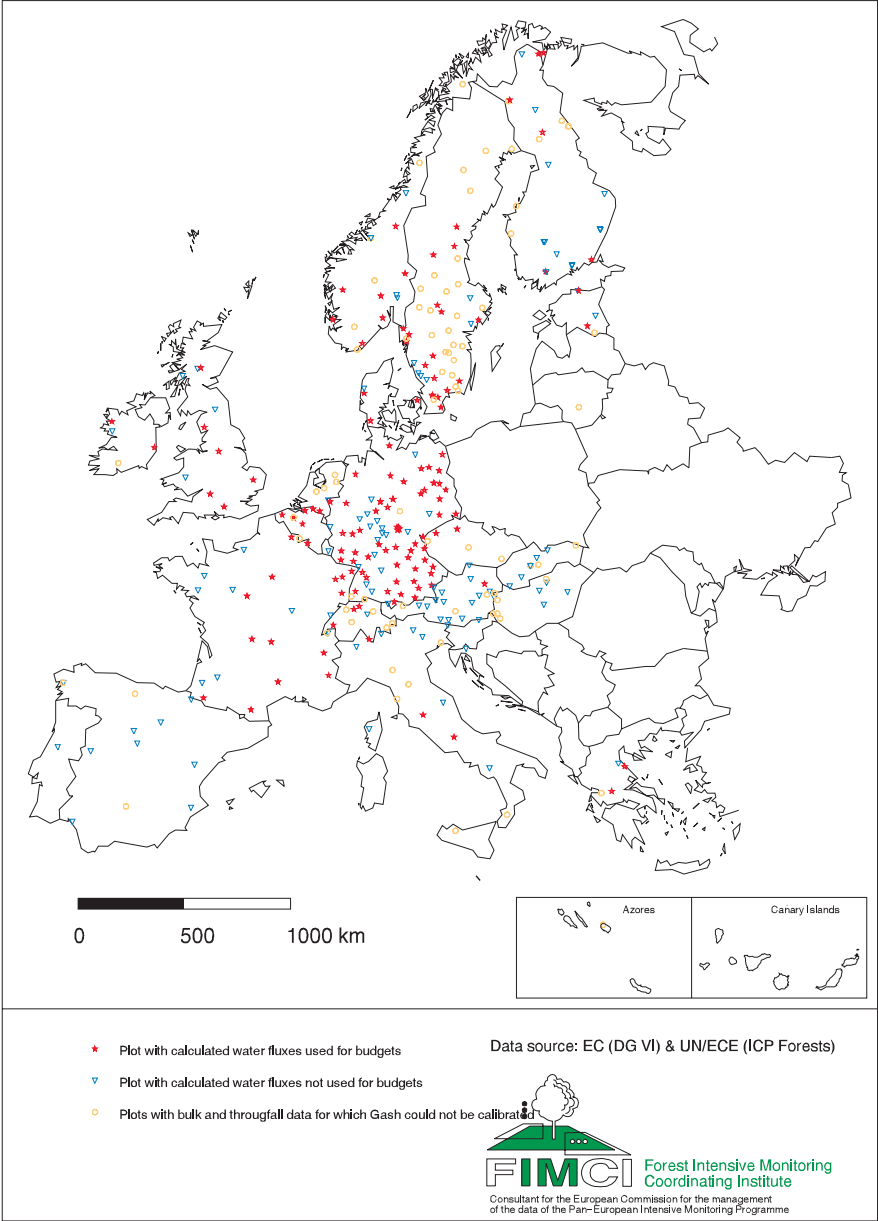 Azores
Canary Islands
0 500 1000 km
Plot with calculated water fluxes used for budgets
Plot with calculated water fluxes not used for budgets
Plots with bulk and througfall data for which Gash could not be calibrated
Data source: EC (DG VI) & UN/ECE (ICP Forests)
FIMCI
Forest Intensive Monitoring
Coordinating Institute
Consultant for the European Commission for the management
of the data of the Pan-European Intensive Monitoring Programme